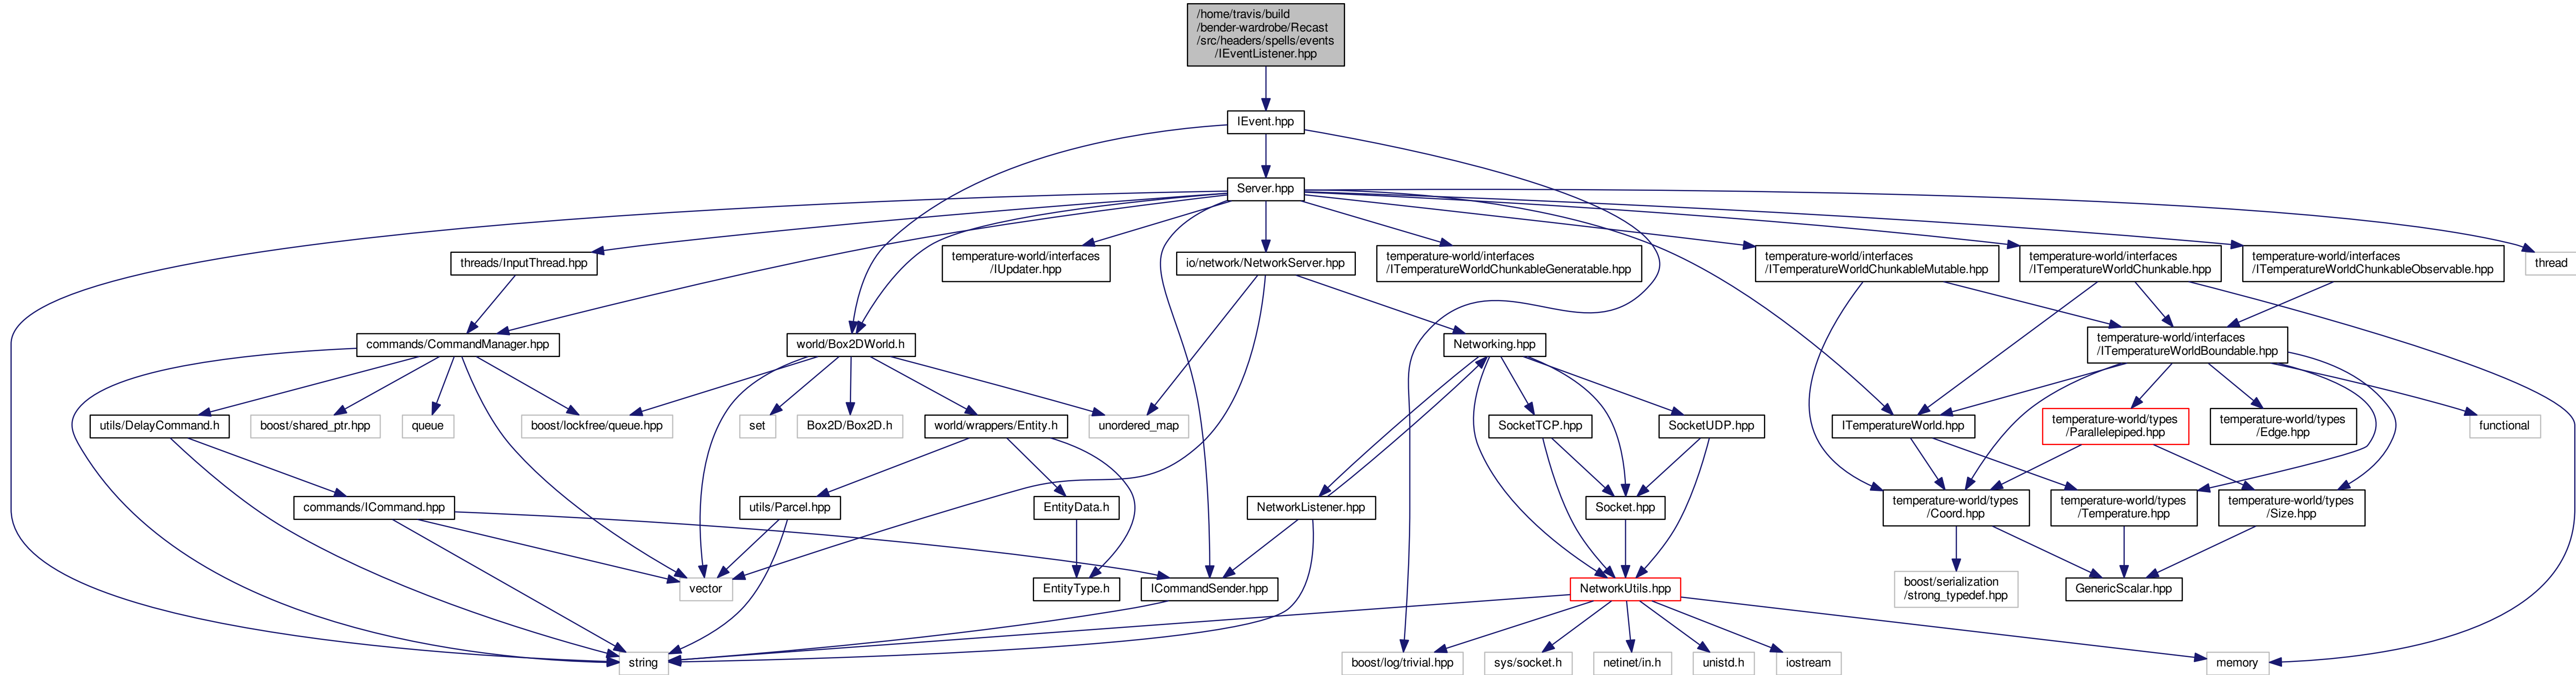 /home/travis/build
/bender-wardrobe/Recast
/src/headers/spells/events
/IEventListener.hpp
IEvent.hpp
Server.hpp
threads/InputThread.hpp
temperature-world/interfaces
/IUpdater.hpp
io/network/NetworkServer.hpp
temperature-world/interfaces
/ITemperatureWorldChunkableGeneratable.hpp
temperature-world/interfaces
/ITemperatureWorldChunkableMutable.hpp
temperature-world/interfaces
/ITemperatureWorldChunkable.hpp
temperature-world/interfaces
/ITemperatureWorldChunkableObservable.hpp
thread
commands/CommandManager.hpp
world/Box2DWorld.h
Networking.hpp
temperature-world/interfaces
/ITemperatureWorldBoundable.hpp
utils/DelayCommand.h
boost/shared_ptr.hpp
queue
boost/lockfree/queue.hpp
set
Box2D/Box2D.h
world/wrappers/Entity.h
unordered_map
SocketTCP.hpp
SocketUDP.hpp
ITemperatureWorld.hpp
temperature-world/types
/Parallelepiped.hpp
temperature-world/types
/Edge.hpp
functional
commands/ICommand.hpp
utils/Parcel.hpp
EntityData.h
NetworkListener.hpp
Socket.hpp
temperature-world/types
/Coord.hpp
temperature-world/types
/Temperature.hpp
temperature-world/types
/Size.hpp
vector
EntityType.h
ICommandSender.hpp
NetworkUtils.hpp
boost/serialization
/strong_typedef.hpp
GenericScalar.hpp
string
boost/log/trivial.hpp
sys/socket.h
netinet/in.h
unistd.h
iostream
memory